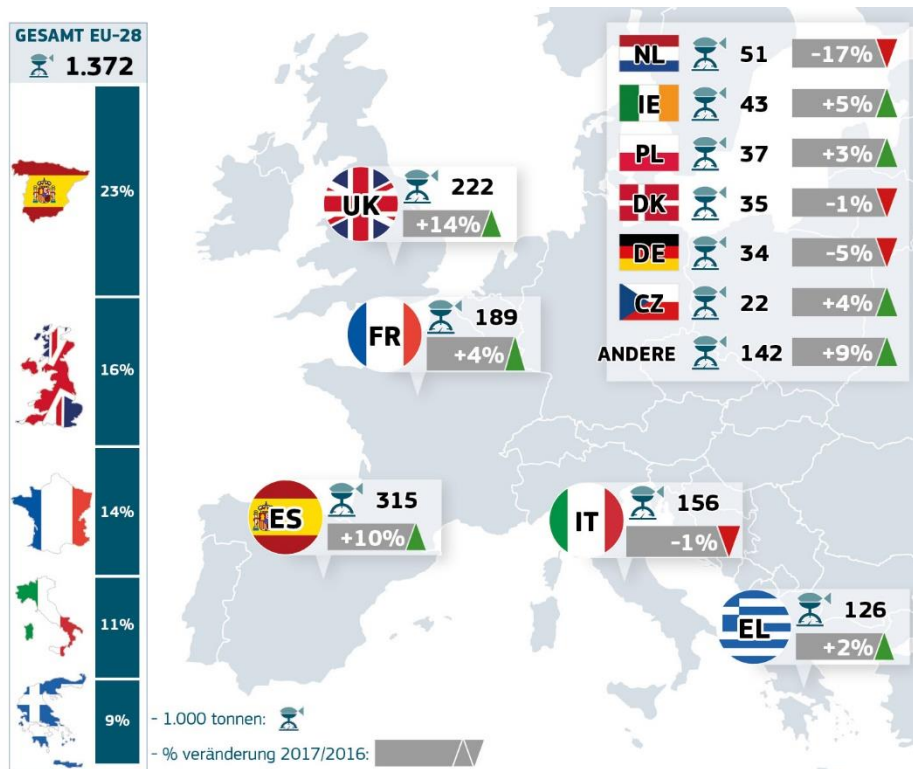 GESAMT EU-28
1.372
23%
16%
14%
11%
9%
UK
222
+14%
FR
189
+4%
ES
315
+10%
IT
156
-1%
EL
126
+2%
NL 51 -17%
IE 43 +5%
PL 37 +3%
DK 35 -1%
DE 34 -5%
CZ 22 +4%
ANDERE 142 +9%
- 1.000 tonnen:
- % veränderung 2017/2016: